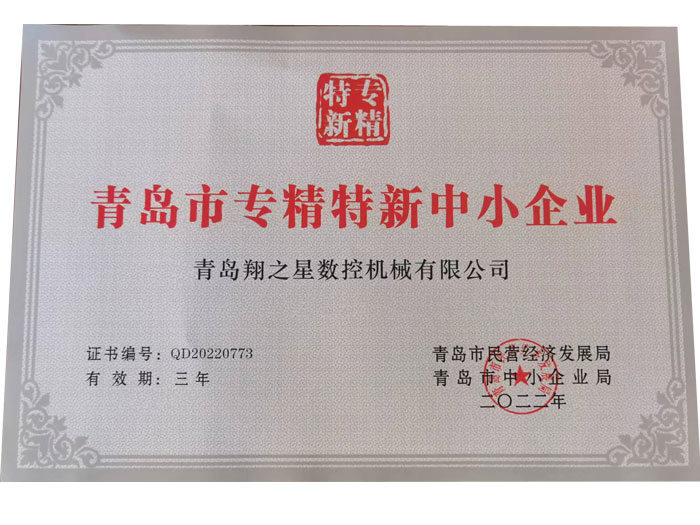 专精
特新
青岛市专精特新中小企业
青岛翔之星数控机械有限公司
证书编号：QD20220773
有效期：三年
青岛市民营经济发展局
青岛市中小企业局
二〇二二年